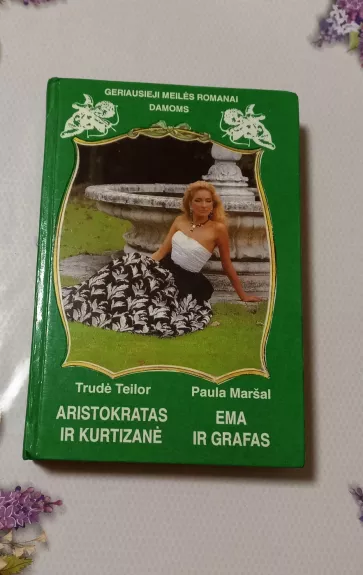 GERIAUSIEJI MEILĖS ROMANAI
DAMOMS
Trudė Teilor
ARISTOKRATAS
IR KURTIZANĖ
Paula Maršal
EMA
IR GRAFAS